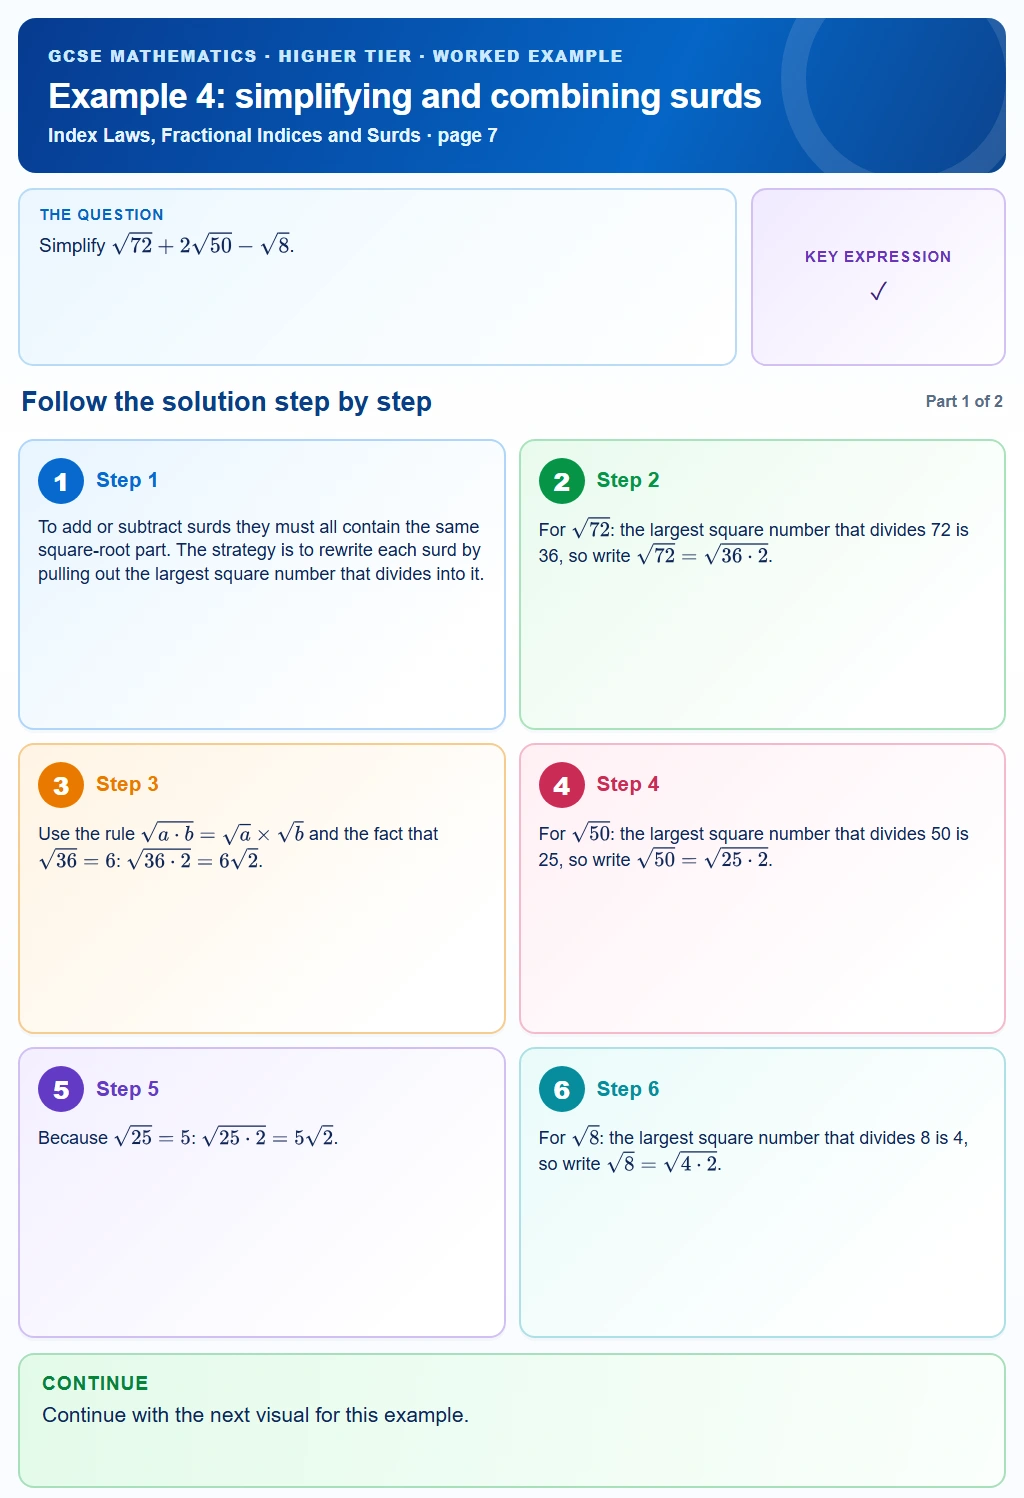 GCSE MATHEMATICS · HIGHER TIER · WORKED EXAMPLE
Example 4: simplifying and combining surds
Index Laws, Fractional Indices and Surds · page 7
THE QUESTION
Simplify √72 + 2√50 − √8.
KEY EXPRESSION
√
Follow the solution step by step
Part 1 of 2
1 Step 1
To add or subtract surds they must all contain the same
square-root part. The strategy is to rewrite each surd by
pulling out the largest square number that divides into it.
2 Step 2
For √72: the largest square number that divides 72 is
36, so write √72 = √(36 · 2).
3 Step 3
Use the rule √(a · b) = √a × √b and the fact that
√36 = 6: √(36 · 2) = 6√2.
4 Step 4
For √50: the largest square number that divides 50 is
25, so write √50 = √(25 · 2).
5 Step 5
Because √25 = 5: √(25 · 2) = 5√2.
6 Step 6
For √8: the largest square number that divides 8 is 4,
so write √8 = √(4 · 2).
CONTINUE
Continue with the next visual for this example.